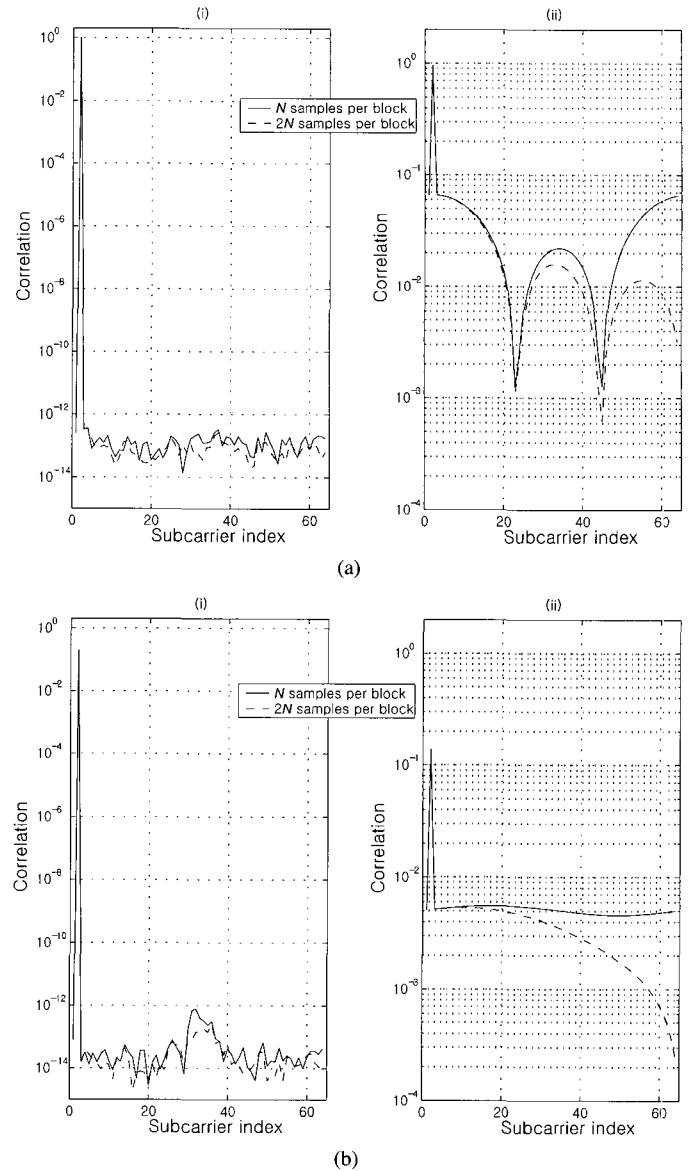 (i)
10^0
10^-2
10^-4
10^-6
10^-8
10^-10
10^-12
10^-14
Correlation
0 20 40 60
Subcarrier index
N samples per block
2N samples per block
(ii)
10^0
10^-1
10^-2
10^-3
10^-4
Correlation
0 20 40 60
Subcarrier index
(a)
(i)
10^0
10^-2
10^-4
10^-6
10^-8
10^-10
10^-12
10^-14
Correlation
0 20 40 60
Subcarrier index
N samples per block
2N samples per block
(ii)
10^0
10^-1
10^-2
10^-3
10^-4
Correlation
0 20 40 60
Subcarrier index
(b)